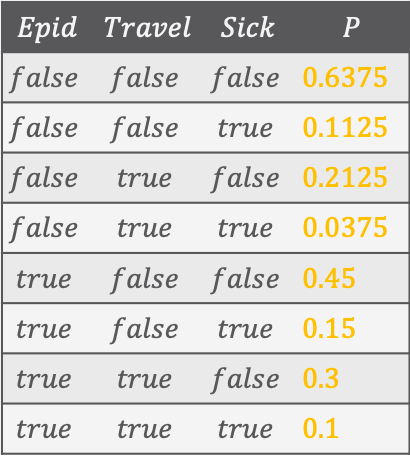 Epid Travel Sick P
false false false 0.6375
false false true 0.1125
false true false 0.2125
false true true 0.0375
true false false 0.45
true false true 0.15
true true false 0.3
true true true 0.1